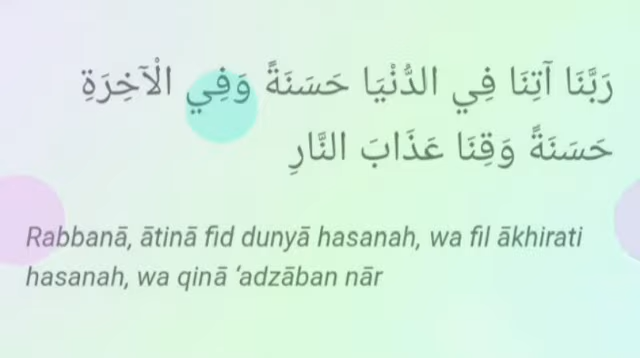 رَبَّنَا آتِنَا فِي الدُّنْيَا حَسَنَةً وَفِي الْآخِرَةِ
حَسَنَةً وَقِنَا عَذَابَ النَّارِ
Rabbanā, ātinā fid dunyā hasanah, wa fil ākhirati
hasanah, wa qinā ‘adzāban nār